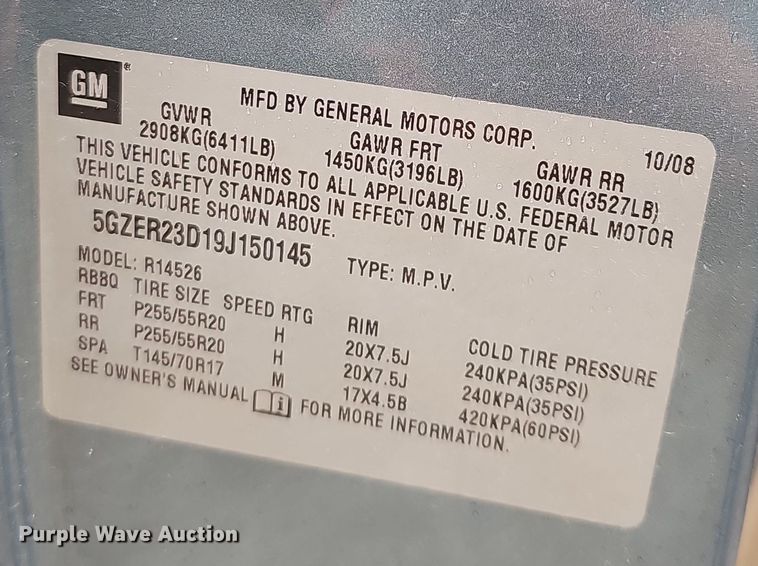 GM®
MFD BY GENERAL MOTORS CORP. 10/08
GVWR GAWR FRT GAWR RR
2908KG(6411LB) 1450KG(3196LB) 1600KG(3527LB)
THIS VEHICLE CONFORMS TO ALL APPLICABLE U.S. FEDERAL MOTOR
VEHICLE SAFETY STANDARDS IN EFFECT ON THE DATE OF
MANUFACTURE SHOWN ABOVE.
5GZER23D19J150145 TYPE: M.P.V.
MODEL: R14526
RBBQ TIRE SIZE SPEED RTG RIM COLD TIRE PRESSURE
FRT P255/55R20 H 20X7.5J 240KPA(35PSI)
RR P255/55R20 H 20X7.5J 240KPA(35PSI)
SPA T145/70R17 M 17X4.5B 420KPA(60PSI)
SEE OWNER'S MANUAL i FOR MORE INFORMATION.
Purple Wave Auction